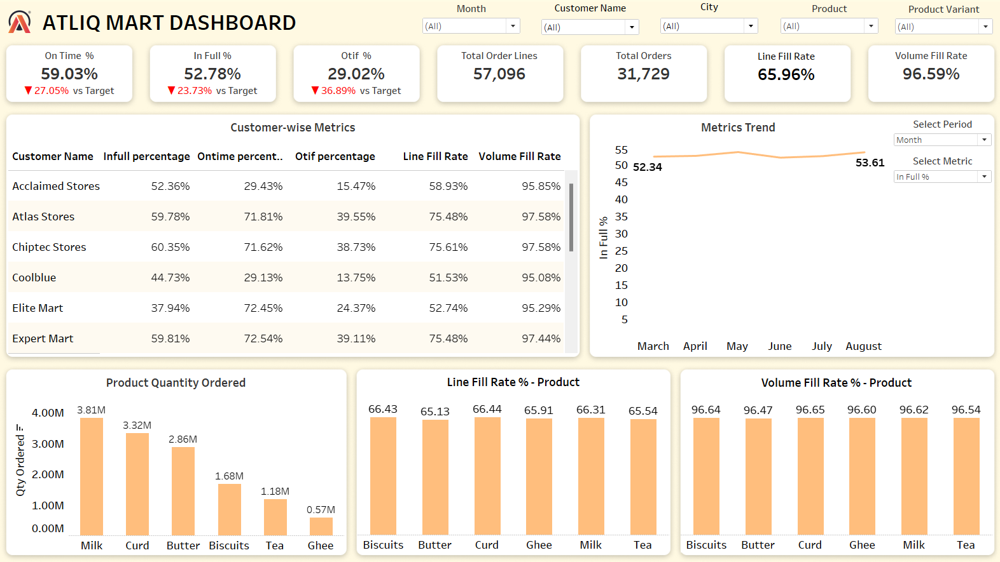 ATLIQ MART DASHBOARD
Month
(All)
Customer Name
(All)
City
(All)
Product
(All)
Product Variant
(All)
On Time %
59.03%
▼ 27.05% vs Target
In Full %
52.78%
▼ 23.73% vs Target
Otif %
29.02%
▼ 36.89% vs Target
Total Order Lines
57,096
Total Orders
31,729
Line Fill Rate
65.96%
Volume Fill Rate
96.59%
Customer-wise Metrics
Customer Name Infull percentage Ontime percent.. Otif percentage Line Fill Rate Volume Fill Rate
Acclaimed Stores 52.36% 29.43% 15.47% 58.93% 95.85%
Atlas Stores 59.78% 71.81% 39.55% 75.48% 97.58%
Chiptec Stores 60.35% 71.62% 38.73% 75.61% 97.58%
Coolblue 44.73% 29.13% 13.75% 51.53% 95.08%
Elite Mart 37.94% 72.45% 24.37% 52.74% 95.29%
Expert Mart 59.81% 72.54% 39.11% 75.48% 97.44%
Metrics Trend
Select Period
Month
Select Metric
In Full %
In Full %
55
50
45
40
35
30
25
20
15
10
5
52.34
53.61
March April May June July August
Product Quantity Ordered
Qty Ordered
4.00M
3.00M
2.00M
1.00M
0.00M
3.81M
3.32M
2.86M
1.68M
1.18M
0.57M
Milk Curd Butter Biscuits Tea Ghee
Line Fill Rate % - Product
66.43 65.13 66.44 65.91 66.31 65.54
Biscuits Butter Curd Ghee Milk Tea
Volume Fill Rate % - Product
96.64 96.47 96.65 96.60 96.62 96.54
Biscuits Butter Curd Ghee Milk Tea